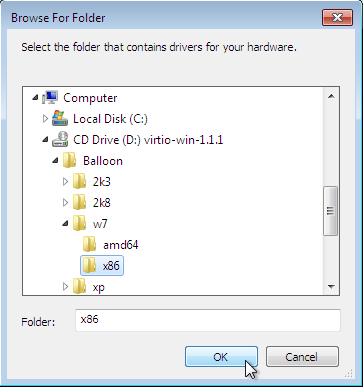 Browse For Folder
Select the folder that contains drivers for your hardware.
Computer
Local Disk (C:)
CD Drive (D:) virtio-win-1.1.1
Balloon
2k3
2k8
w7
amd64
x86
xp
Folder: x86
OK Cancel